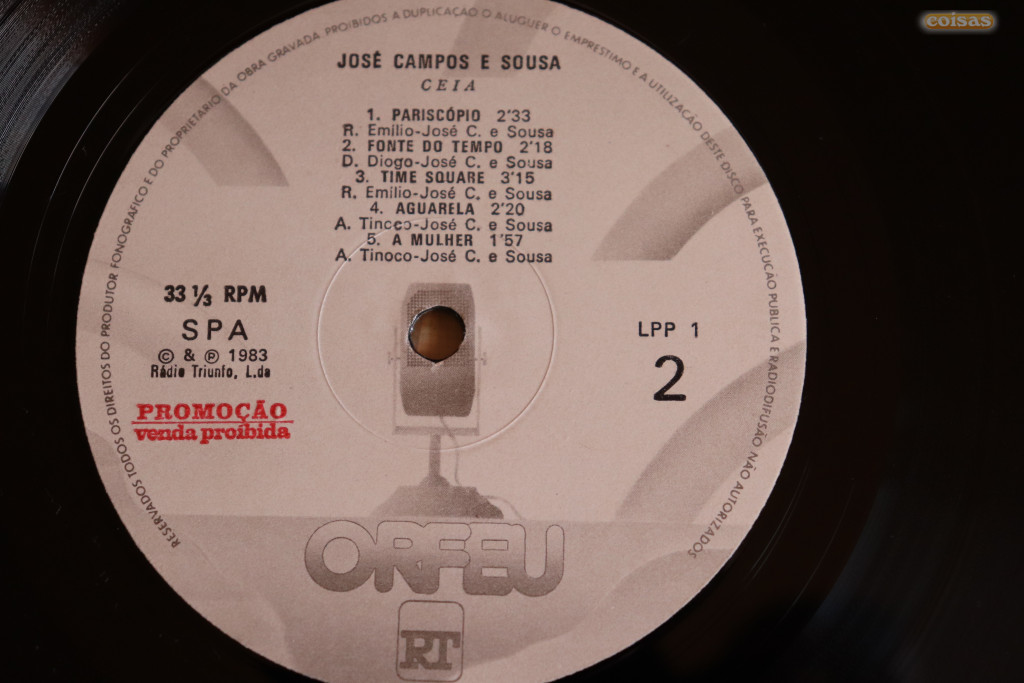 coisas
RESERVADOS TODOS OS DIREITOS DO PRODUTOR FONOGRAFICO E DO PROPRIETARIO DA OBRA GRAVADA PROIBIDOS A DUPLICAÇÃO O ALUGUER O EMPRESTIMO E A UTILIZAÇÃO DESTE DISCO PARA EXECUÇÃO PUBLICA E RADIODIFUSÃO NÃO AUTORIZADOS
JOSÉ CAMPOS E SOUSA
CEIA
1. PARISCÓPIO 2'33
R. Emílio-José C. e Sousa
2. FONTE DO TEMPO 2'18
D. Diogo-José C. e Sousa
3. TIME SQUARE 3'15
R. Emílio-José C. e Sousa
4. AGUARELA 2'20
A. Tinoco-José C. e Sousa
5. A MULHER 1'57
A. Tinoco-José C. e Sousa
33 1/3 RPM
SPA
© & ℗ 1983
Rádio Triunfo, L.da
PROMOÇÃO
venda proíbida
LPP 1
2
ORFEU
RT